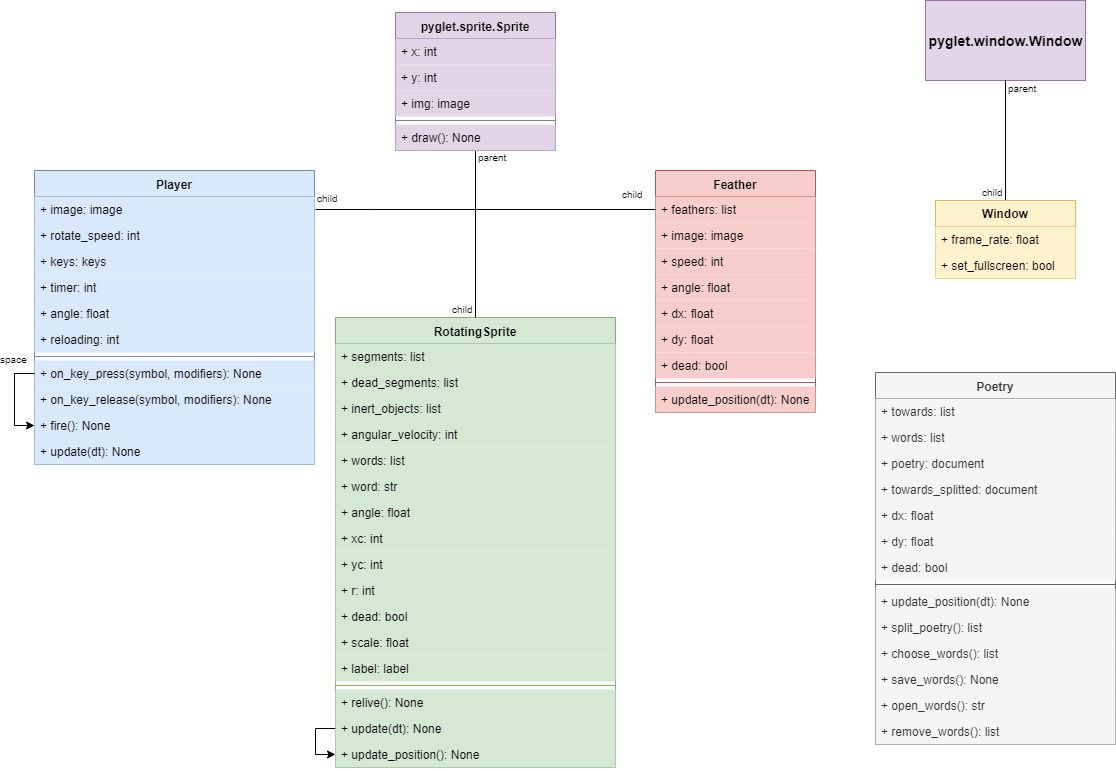 pyglet.sprite.Sprite
+ x: int
+ y: int
+ img: image
+ draw(): None
parent
pyglet.window.Window
parent
child
Window
+ frame_rate: float
+ set_fullscreen: bool
Player
+ image: image
+ rotate_speed: int
+ keys: keys
+ timer: int
+ angle: float
+ reloading: int
space
+ on_key_press(symbol, modifiers): None
+ on_key_release(symbol, modifiers): None
+ fire(): None
+ update(dt): None
child
child
Feather
+ feathers: list
+ image: image
+ speed: int
+ angle: float
+ dx: float
+ dy: float
+ dead: bool
+ update_position(dt): None
child
RotatingSprite
+ segments: list
+ dead_segments: list
+ inert_objects: list
+ angular_velocity: int
+ words: list
+ word: str
+ angle: float
+ xc: int
+ yc: int
+ r: int
+ dead: bool
+ scale: float
+ label: label
+ relive(): None
+ update(dt): None
+ update_position(): None
Poetry
+ towards: list
+ words: list
+ poetry: document
+ towards_splitted: document
+ dx: float
+ dy: float
+ dead: bool
+ update_position(dt): None
+ split_poetry(): list
+ choose_words(): list
+ save_words(): None
+ open_words(): str
+ remove_words(): list